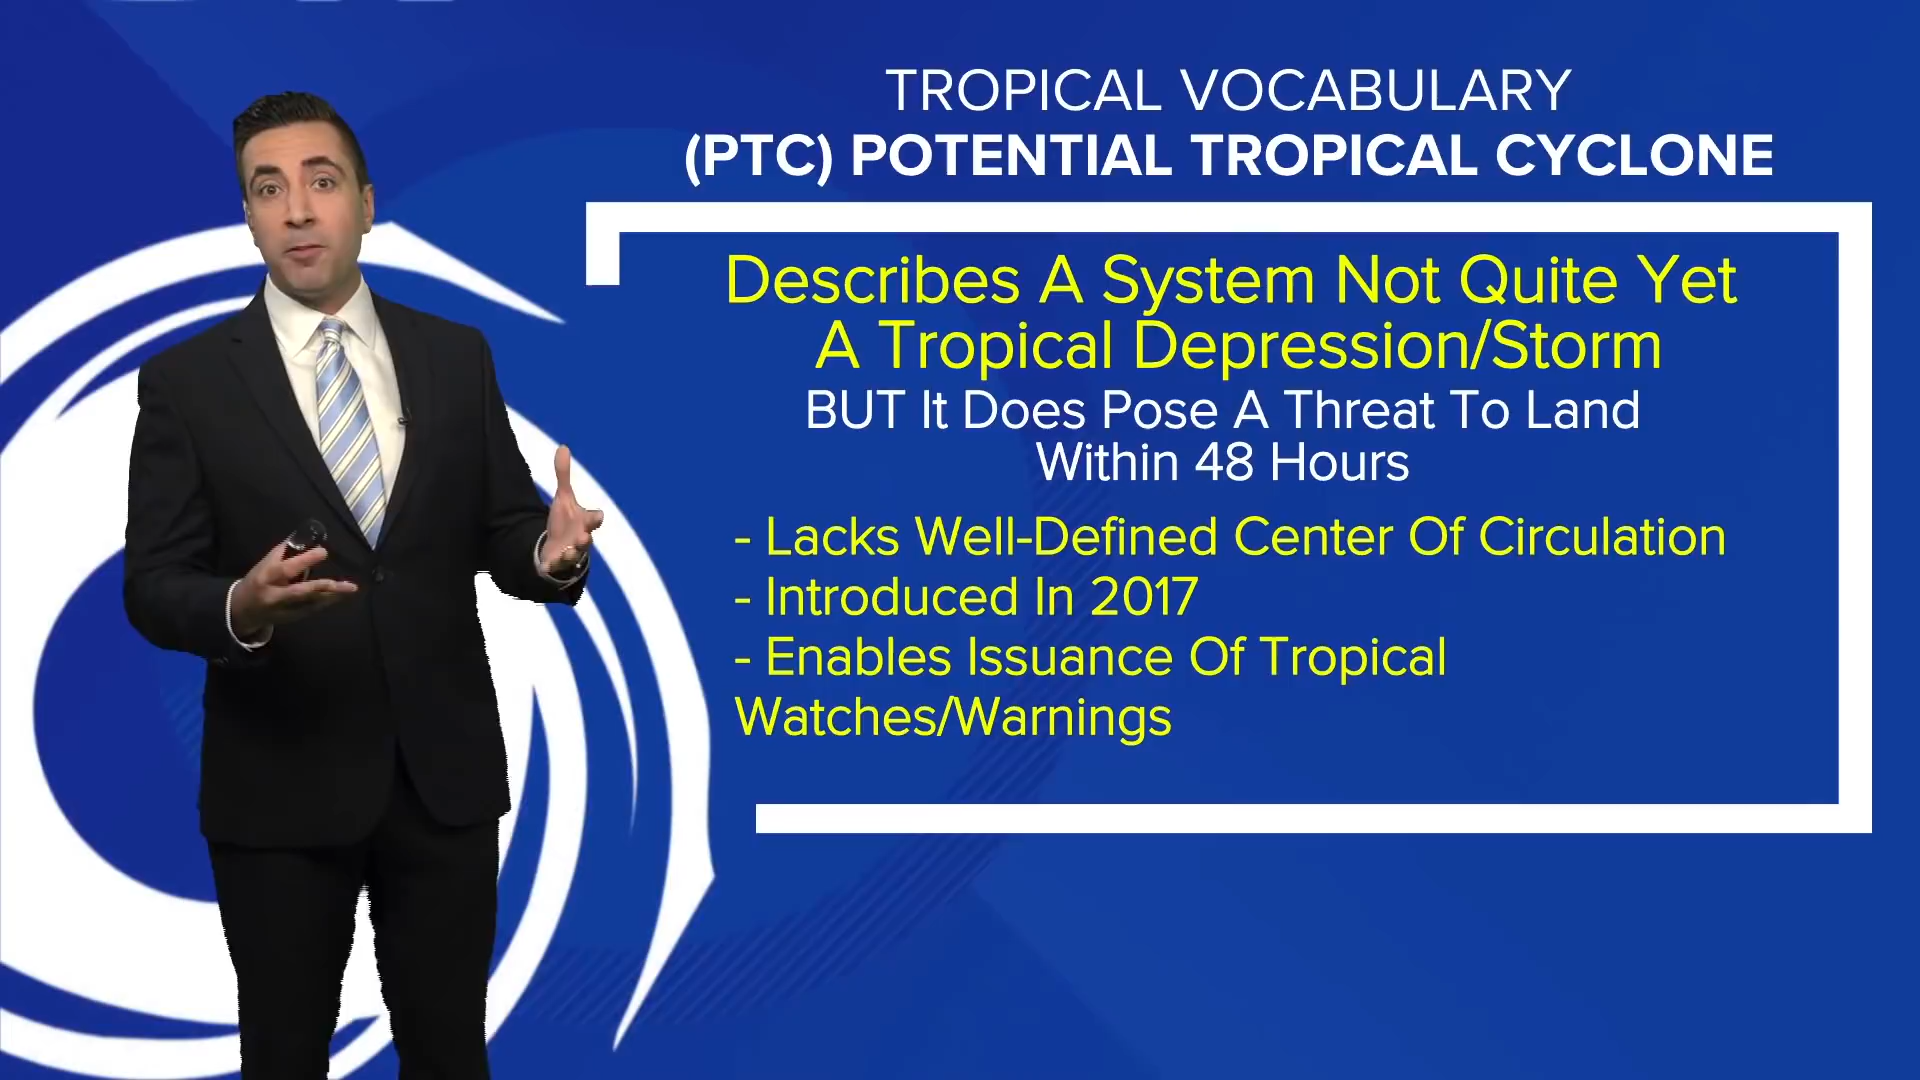 TROPICAL VOCABULARY
(PTC) POTENTIAL TROPICAL CYCLONE
Describes A System Not Quite Yet
A Tropical Depression/Storm
BUT It Does Pose A Threat To Land
Within 48 Hours
- Lacks Well-Defined Center Of Circulation
- Introduced In 2017
- Enables Issuance Of Tropical
Watches/Warnings